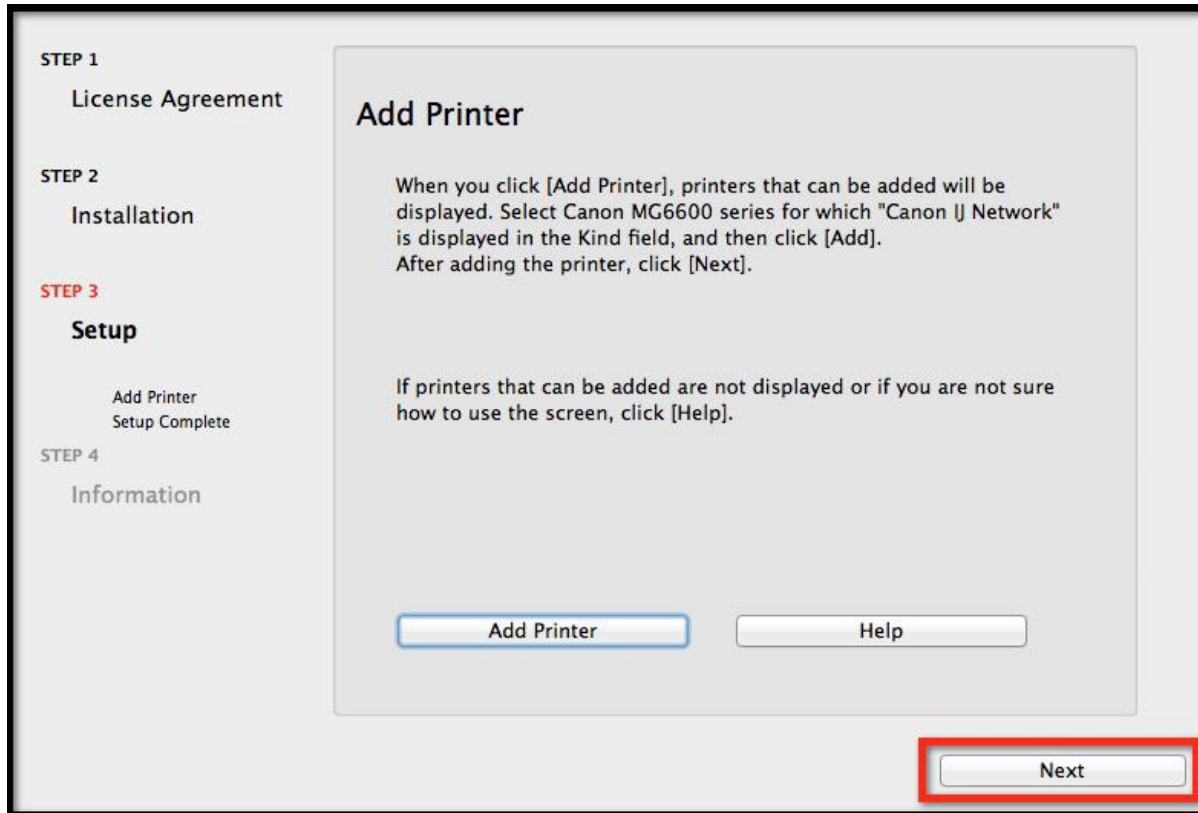 STEP 1
License Agreement
STEP 2
Installation
STEP 3
Setup
Add Printer
Setup Complete
STEP 4
Information
Add Printer
When you click [Add Printer], printers that can be added will be
displayed. Select Canon MG6600 series for which "Canon IJ Network"
is displayed in the Kind field, and then click [Add].
After adding the printer, click [Next].
If printers that can be added are not displayed or if you are not sure
how to use the screen, click [Help].
Add Printer
Help
Next